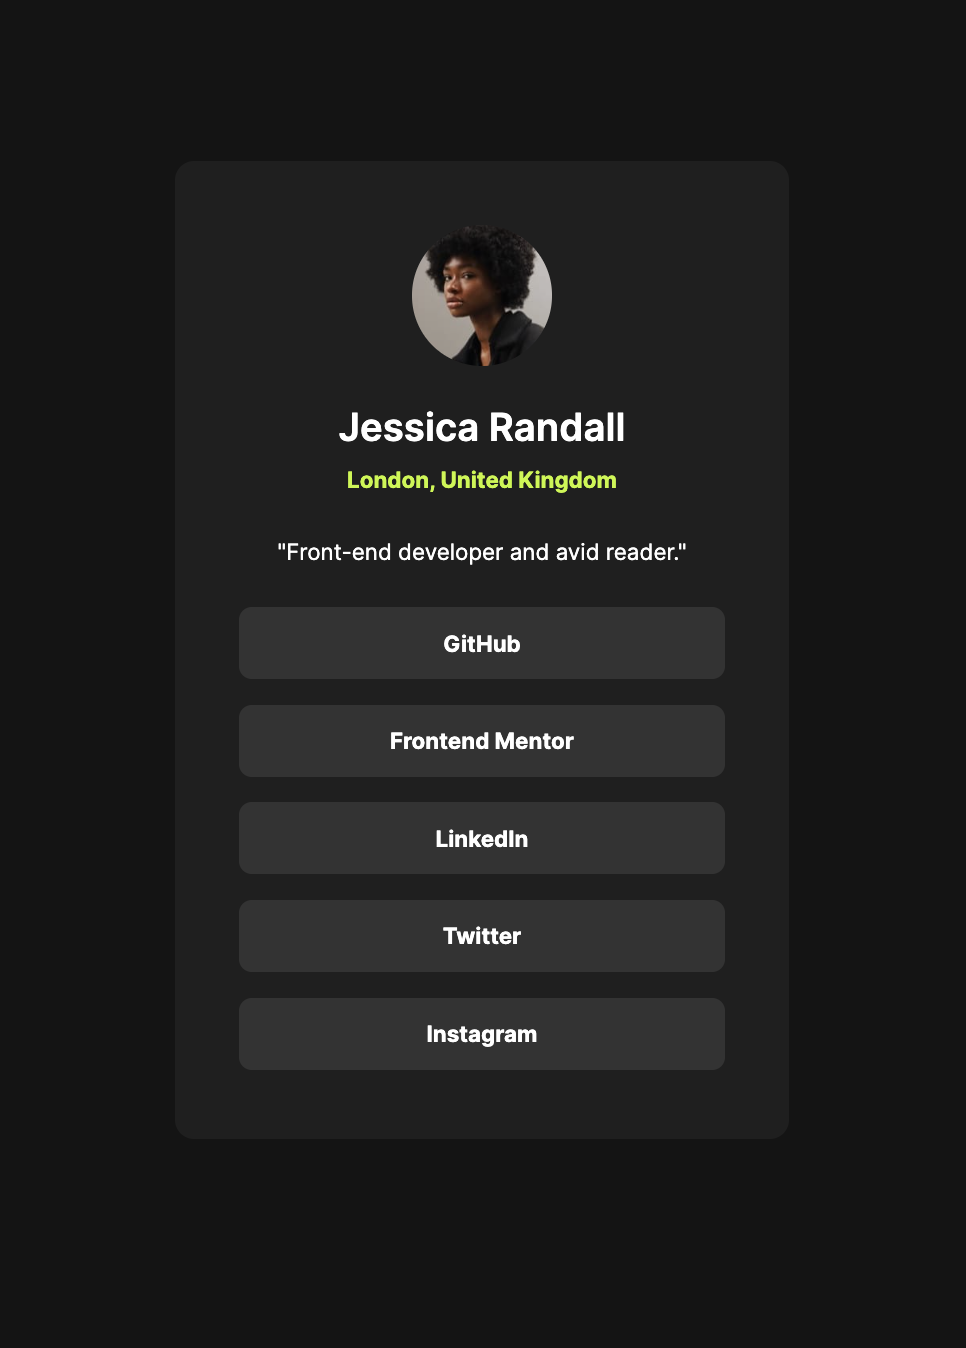 Jessica Randall
London, United Kingdom
"Front-end developer and avid reader."
GitHub
Frontend Mentor
LinkedIn
Twitter
Instagram